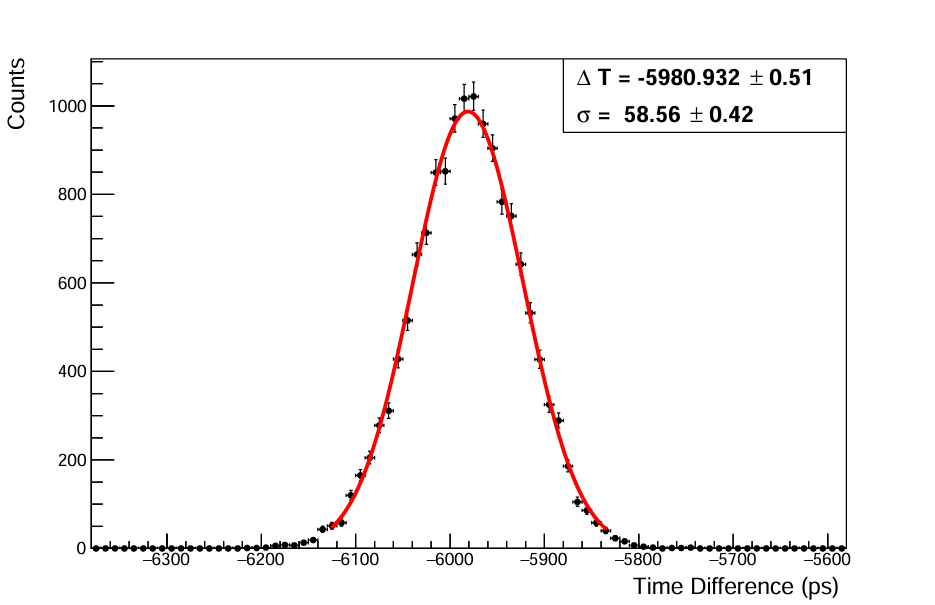 Counts
Δ T = -5980.932 ± 0.51
σ = 58.56 ± 0.42
1000
800
600
400
200
0
−6300 −6200 −6100 −6000 −5900 −5800 −5700 −5600
Time Difference (ps)